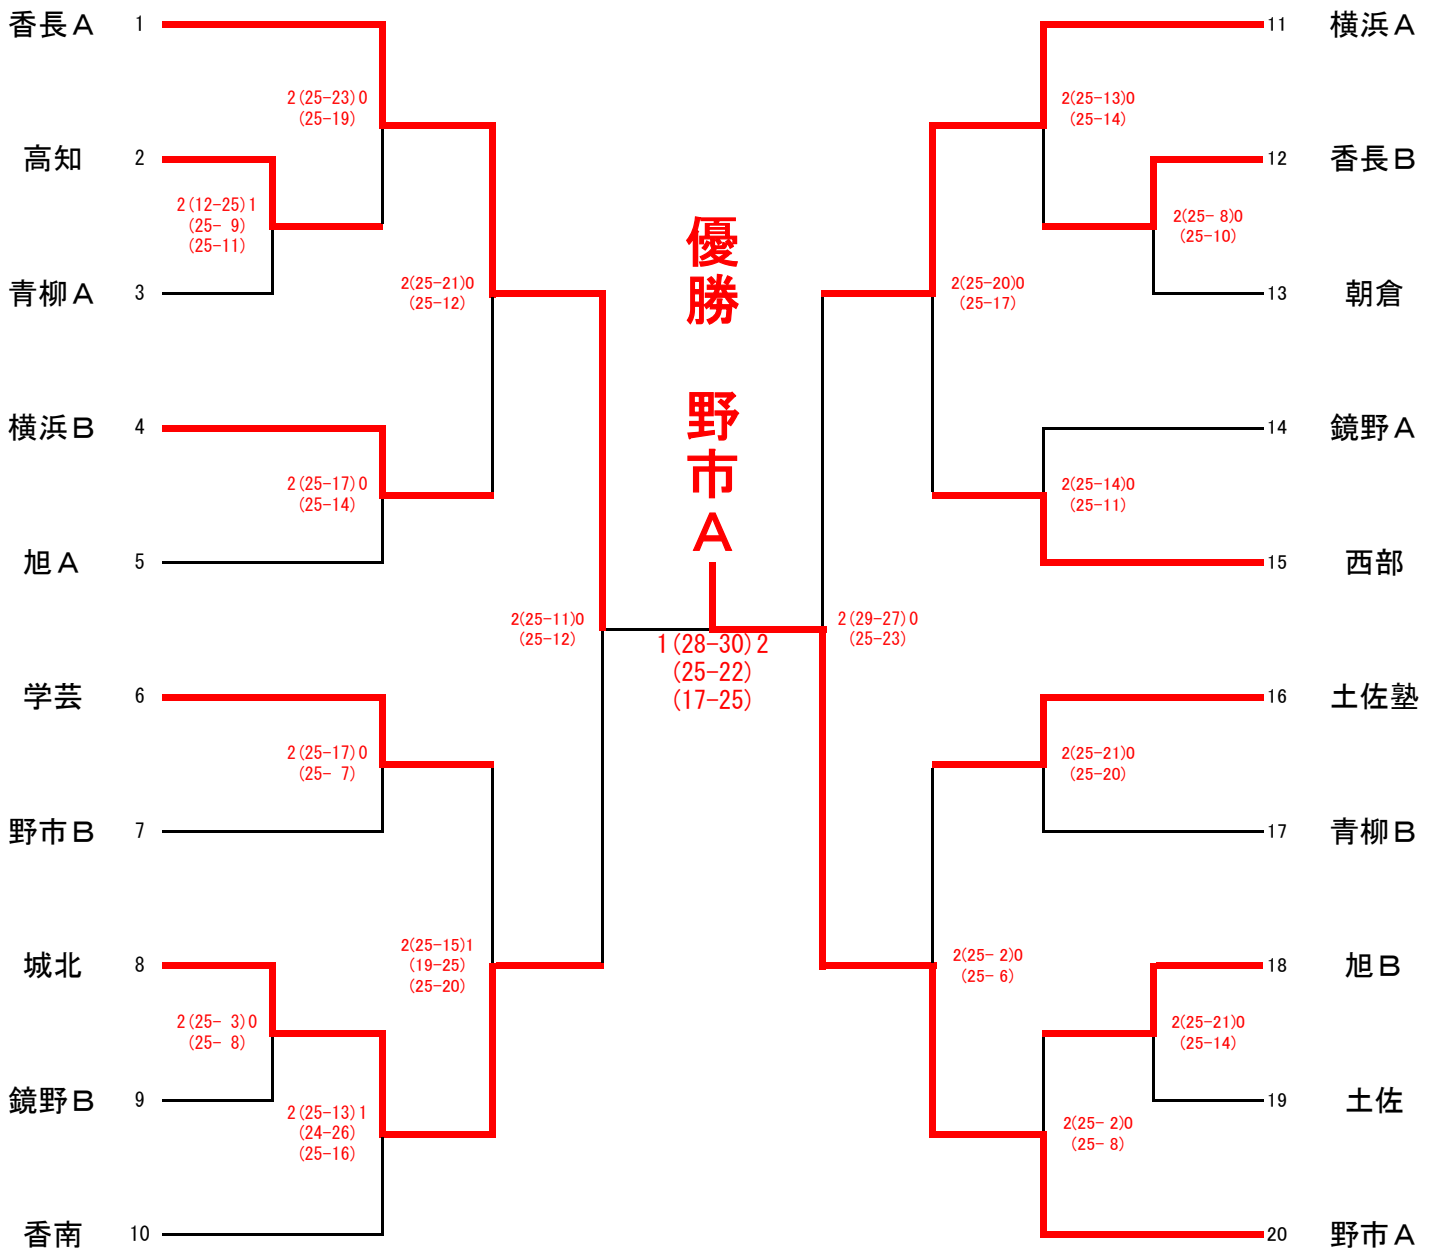 香長Ａ 1
2(25-23)0
(25-19)
高知 2
2(12-25)1
(25- 9)
(25-11)
青柳Ａ 3
2(25-21)0
(25-12)
横浜Ｂ 4
2(25-17)0
(25-14)
旭Ａ 5
2(25-11)0
(25-12)
学芸 6
2(25-17)0
(25- 7)
野市Ｂ 7
2(25-15)1
(19-25)
(25-20)
城北 8
2(25- 3)0
(25- 8)
鏡野Ｂ 9
2(25-13)1
(24-26)
(25-16)
香南 10
優勝　野市Ａ
1(28-30)2
(25-22)
(17-25)
11 横浜Ａ
2(25-13)0
(25-14)
12 香長Ｂ
2(25- 8)0
(25-10)
13 朝倉
2(25-20)0
(25-17)
14 鏡野Ａ
2(25-14)0
(25-11)
15 西部
2(29-27)0
(25-23)
16 土佐塾
2(25-21)0
(25-20)
17 青柳Ｂ
2(25- 2)0
(25- 6)
18 旭Ｂ
2(25-21)0
(25-14)
19 土佐
2(25- 2)0
(25- 8)
20 野市Ａ